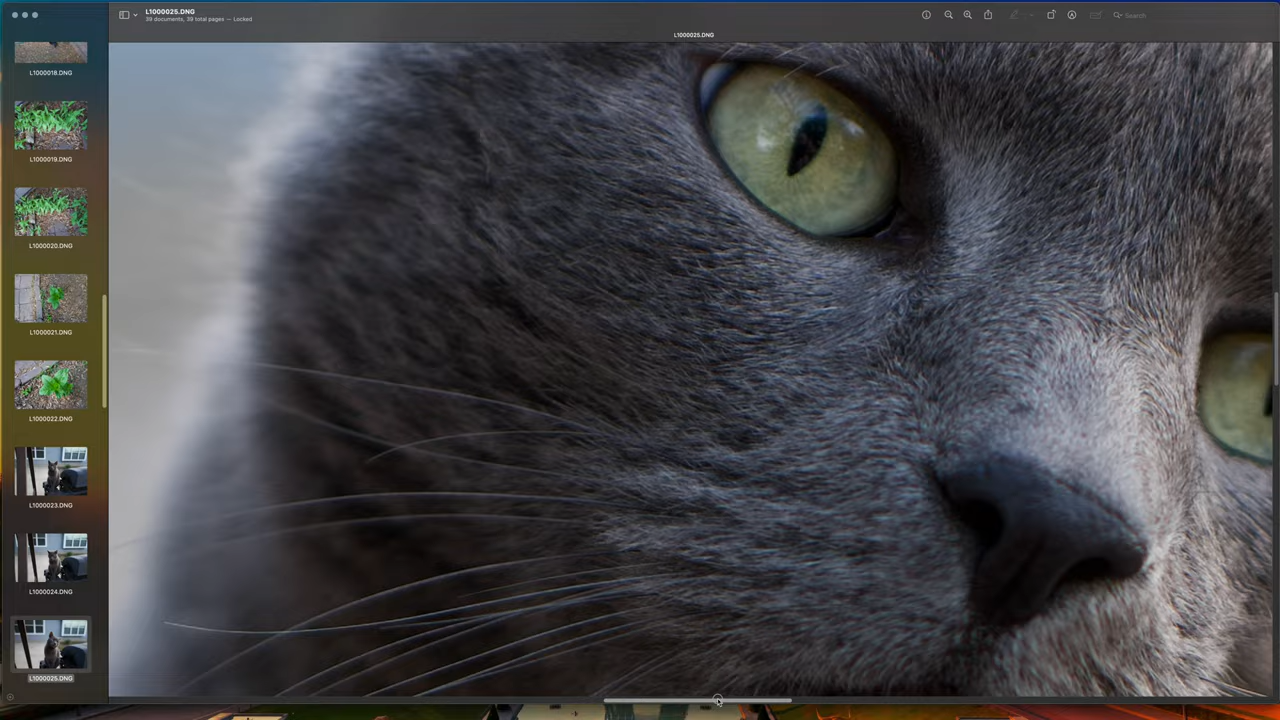 L1000025.DNG
39 documents, 39 total pages — Locked
Search
L1000025.DNG
L1000018.DNG
L1000019.DNG
L1000020.DNG
L1000021.DNG
L1000022.DNG
L1000023.DNG
L1000024.DNG
L1000025.DNG